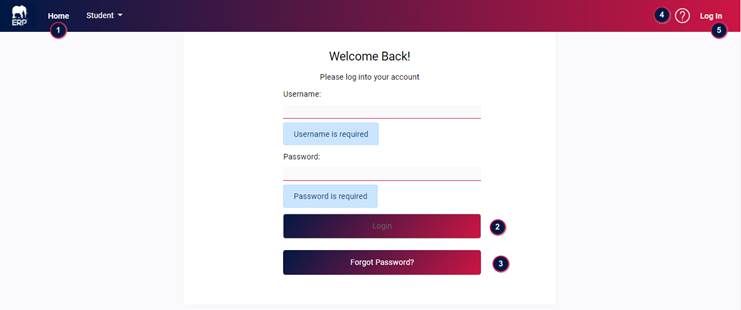 ERP
Home Student 4 ? Log In
1 5
Welcome Back!
Please log into your account
Username:
Username is required
Password:
Password is required
Login 2
Forgot Password? 3